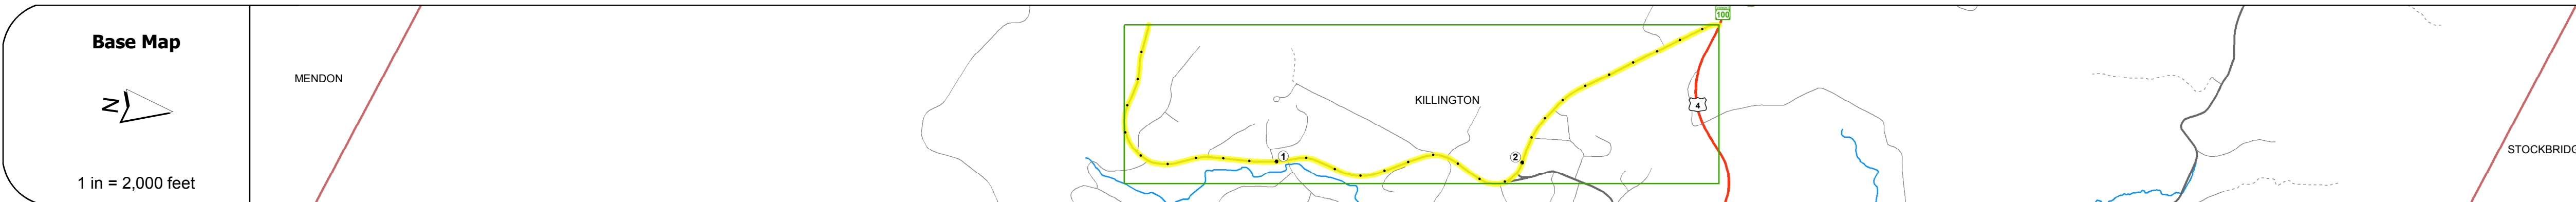 Base Map
N
1 in = 2,000 feet
MENDON
100
KILLINGTON
4
1
2
STOCKBRIDG